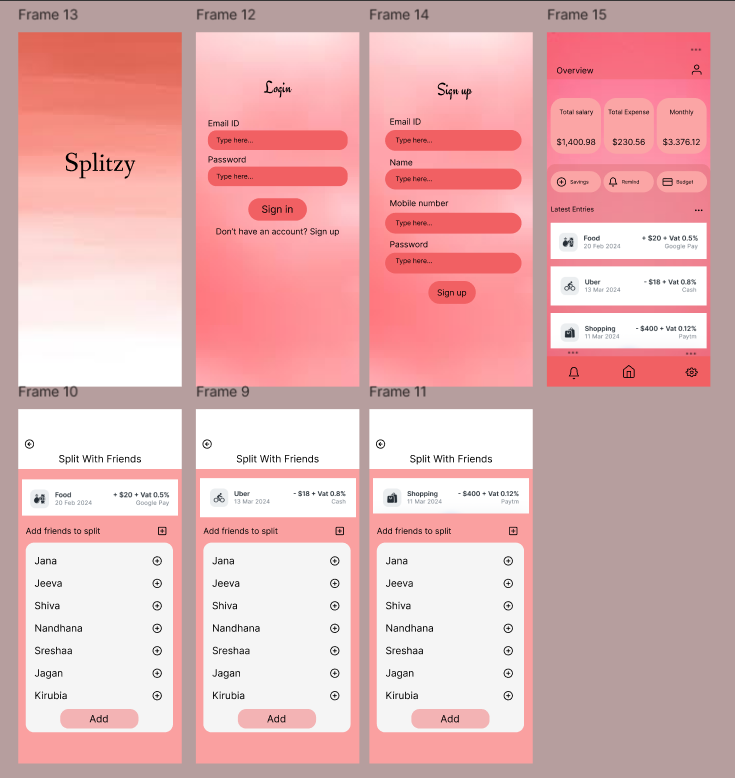 Frame 13
Splitzy
Frame 12
Login
Email ID
Type here...
Password
Type here...
Sign in
Don't have an account? Sign up
Frame 14
Sign up
Email ID
Type here...
Name
Type here...
Mobile number
Type here...
Password
Type here...
Sign up
Frame 15
Overview
Total salary
$1,400.98
Total Expense
$230.56
Monthly
$3.376.12
Savings
Remind
Budget
Latest Entries
Food + $20 + Vat 0.5%
20 Feb 2024 Google Pay
Uber - $18 + Vat 0.8%
13 Mar 2024 Cash
Shopping - $400 + Vat 0.12%
11 Mar 2024 Paytm
Frame 10
Split With Friends
Food + $20 + Vat 0.5%
20 Feb 2024 Google Pay
Add friends to split
Jana
Jeeva
Shiva
Nandhana
Sreshaa
Jagan
Kirubia
Add
Frame 9
Split With Friends
Uber - $18 + Vat 0.8%
13 Mar 2024 Cash
Add friends to split
Jana
Jeeva
Shiva
Nandhana
Sreshaa
Jagan
Kirubia
Add
Frame 11
Split With Friends
Shopping - $400 + Vat 0.12%
11 Mar 2024 Paytm
Add friends to split
Jana
Jeeva
Shiva
Nandhana
Sreshaa
Jagan
Kirubia
Add